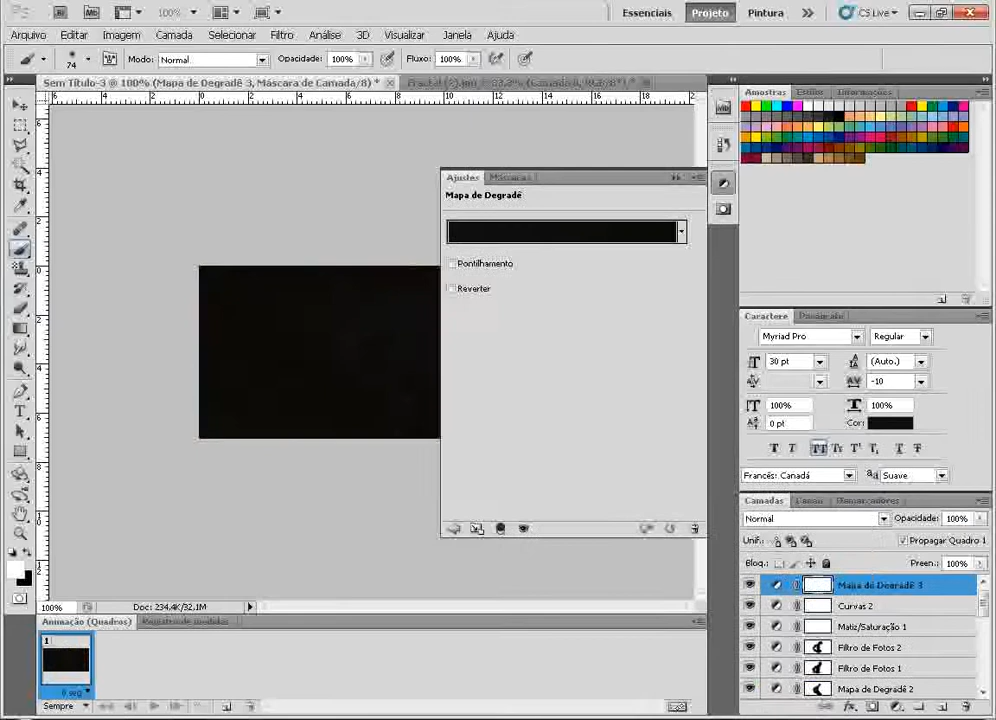 Br
Mb
100%
Essenciais
Projeto
Pintura
CS Live
Arquivo
Editar
Imagem
Camada
Selecionar
Filtro
Análise
3D
Visualizar
Janela
Ajuda
74
Modo:
Normal
Opacidade:
100%
Fluxo:
100%
Sem Título-3 @ 100% (Mapa de Degradê 3, Máscara de Camada/8) *
Amostras
Estilos
Informações
Ajustes
Máscaras
Mapa de Degradê
Pontilhamento
Reverter
Caractere
Parágrafo
Myriad Pro
Regular
30 pt
(Auto.)
-10
100%
100%
0 pt
Cor:
Francês: Canadá
Suave
Camadas
Canais
Demarcadores
Normal
Opacidade:
100%
Unif.:
Propagar Quadro 1
Bloq.:
Preen.:
100%
Mapa de Degradê 3
Curvas 2
Matiz/Saturação 1
Filtro de Fotos 2
Filtro de Fotos 1
Mapa de Degradê 2
100%
Doc: 234,4K/32,1M
Animação (Quadros)
Registro de medidas
1
0 seg
Sempre